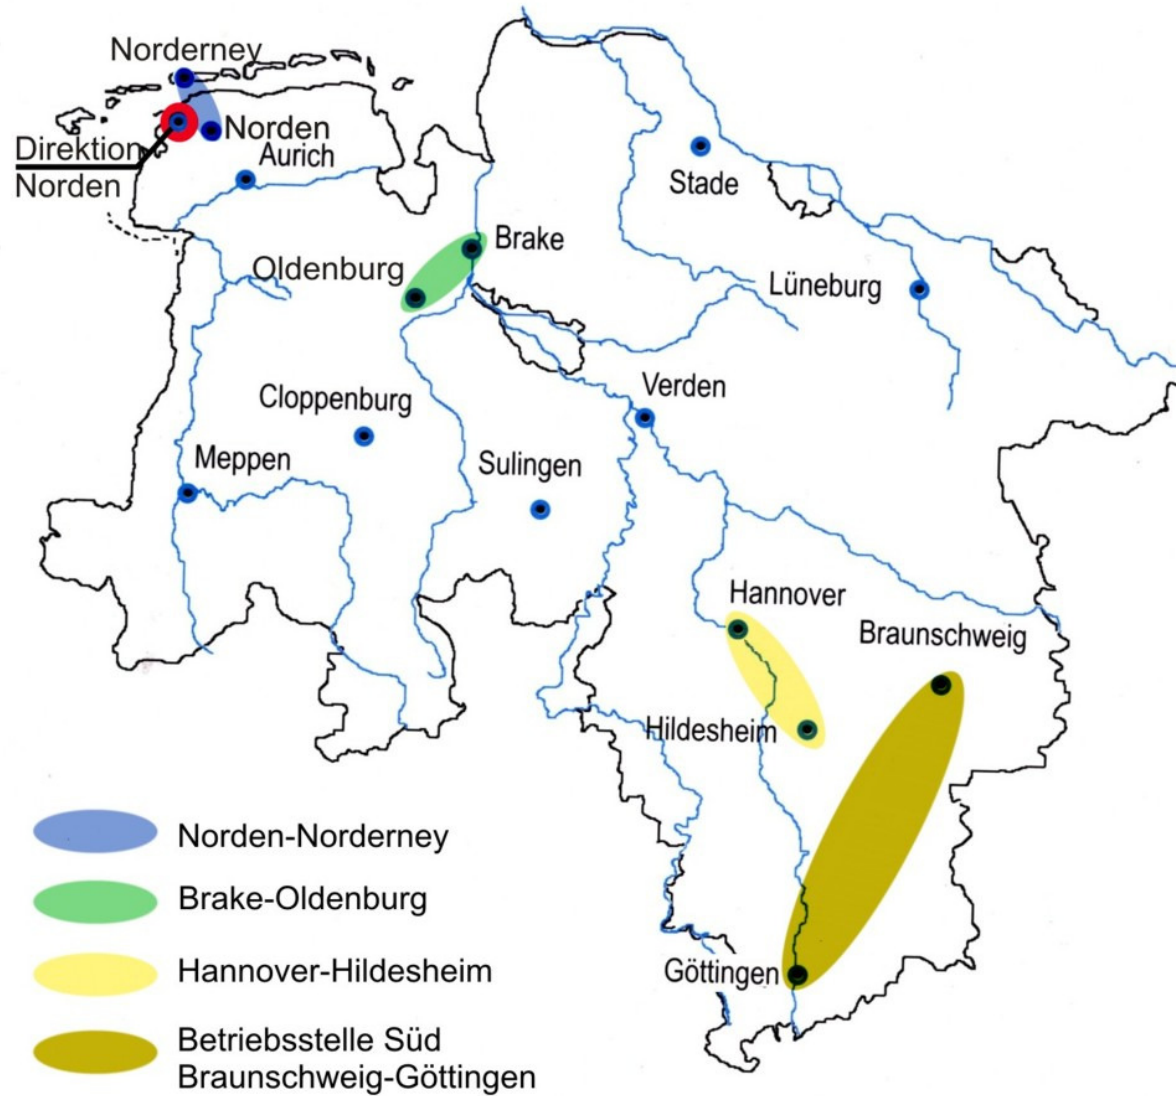 Norderney
Norden
Direktion
Norden
Aurich
Stade
Brake
Oldenburg
Lüneburg
Verden
Cloppenburg
Meppen
Sulingen
Hannover
Braunschweig
Hildesheim
Göttingen
Norden-Norderney
Brake-Oldenburg
Hannover-Hildesheim
Betriebsstelle Süd
Braunschweig-Göttingen